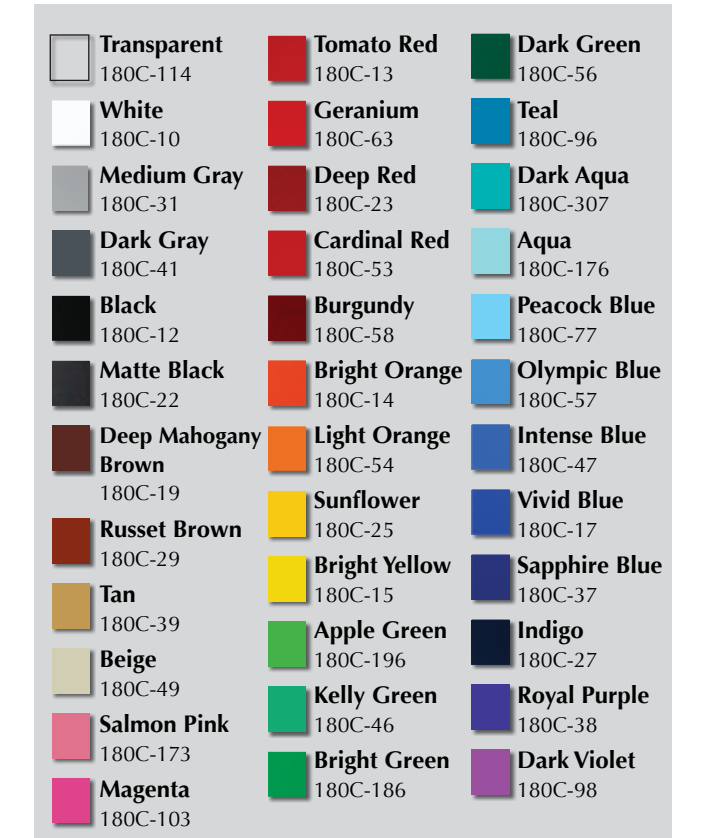 Transparent
180C-114
White
180C-10
Medium Gray
180C-31
Dark Gray
180C-41
Black
180C-12
Matte Black
180C-22
Deep Mahogany
Brown
180C-19
Russet Brown
180C-29
Tan
180C-39
Beige
180C-49
Salmon Pink
180C-173
Magenta
180C-103
Tomato Red
180C-13
Geranium
180C-63
Deep Red
180C-23
Cardinal Red
180C-53
Burgundy
180C-58
Bright Orange
180C-14
Light Orange
180C-54
Sunflower
180C-25
Bright Yellow
180C-15
Apple Green
180C-196
Kelly Green
180C-46
Bright Green
180C-186
Dark Green
180C-56
Teal
180C-96
Dark Aqua
180C-307
Aqua
180C-176
Peacock Blue
180C-77
Olympic Blue
180C-57
Intense Blue
180C-47
Vivid Blue
180C-17
Sapphire Blue
180C-37
Indigo
180C-27
Royal Purple
180C-38
Dark Violet
180C-98